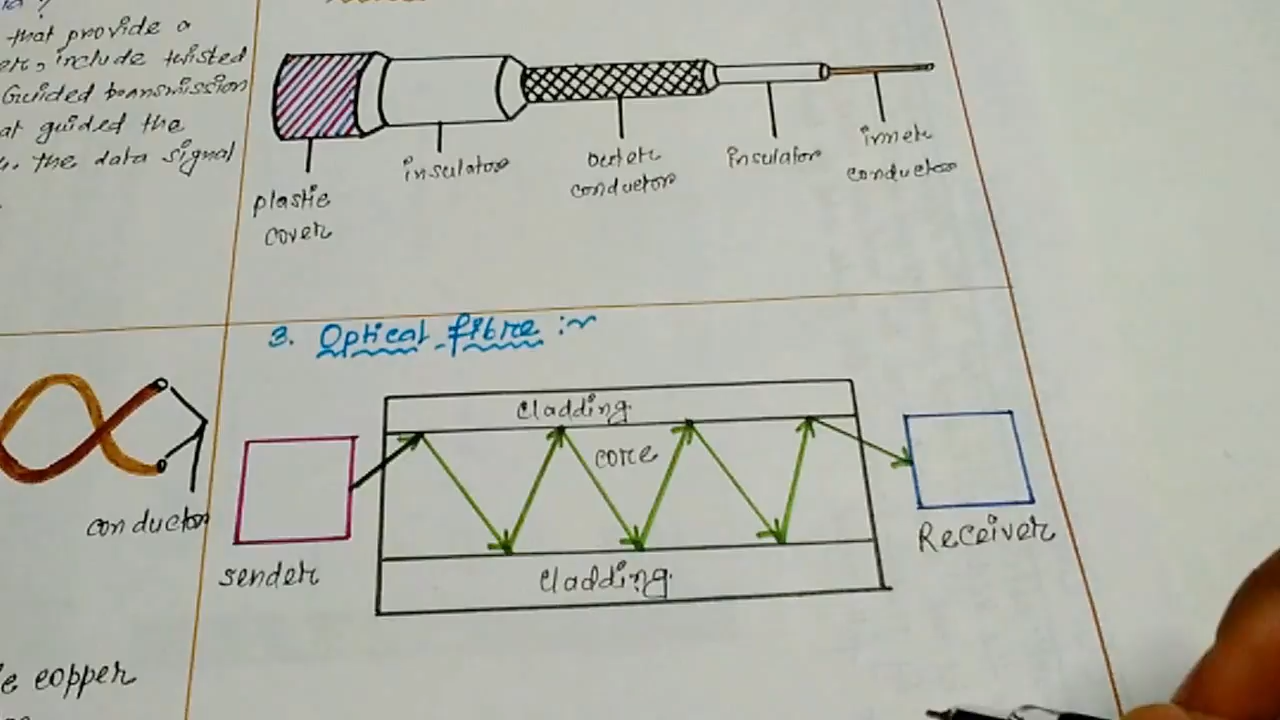 that provide a
include twisted
Guided transmission
at guided the
the data signal
plastic
cover
insulator
outer
conductor
insulator
inner
conductor
3. Optical fibre :~
conductor
sender
cladding
core
cladding
Receiver
copper